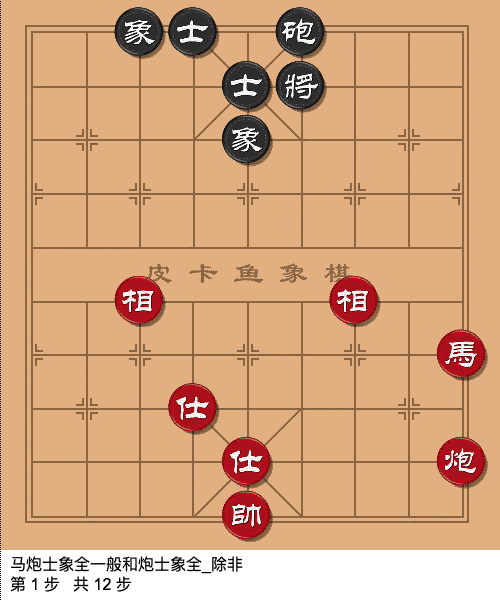 象 士 砲
士 將
象
皮卡鱼象棋
相 相
馬
仕
仕 炮
帥
马炮士象全一般和炮士象全_除非
第 1 步 共 12 步